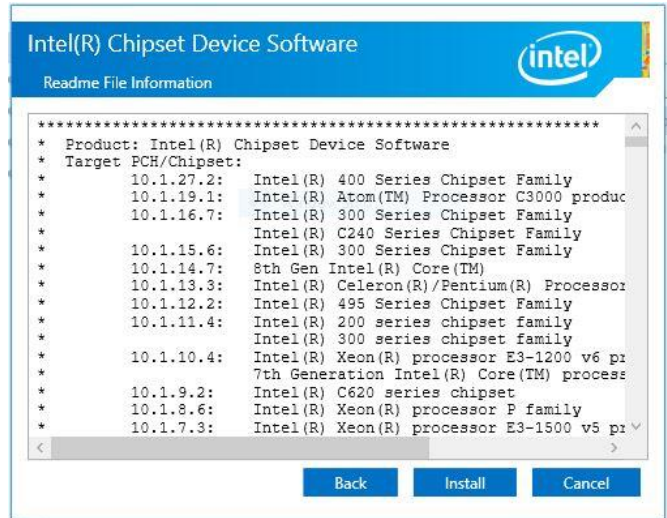 Intel(R) Chipset Device Software
intel
Readme File Information
*************************************************************
* Product: Intel(R) Chipset Device Software
* Target PCH/Chipset:
* 10.1.27.2: Intel(R) 400 Series Chipset Family
* 10.1.19.1: Intel(R) Atom(TM) Processor C3000 produc
* 10.1.16.7: Intel(R) 300 Series Chipset Family
* Intel(R) C240 Series Chipset Family
* 10.1.15.6: Intel(R) 300 Series Chipset Family
* 10.1.14.7: 8th Gen Intel(R) Core(TM)
* 10.1.13.3: Intel(R) Celeron(R)/Pentium(R) Processor
* 10.1.12.2: Intel(R) 495 Series Chipset Family
* 10.1.11.4: Intel(R) 200 series chipset family
* Intel(R) 300 series chipset family
* 10.1.10.4: Intel(R) Xeon(R) processor E3-1200 v6 pr
* 7th Generation Intel(R) Core(TM) process
* 10.1.9.2: Intel(R) C620 series chipset
* 10.1.8.6: Intel(R) Xeon(R) processor P family
* 10.1.7.3: Intel(R) Xeon(R) processor E3-1500 v5 pr
Back Install Cancel